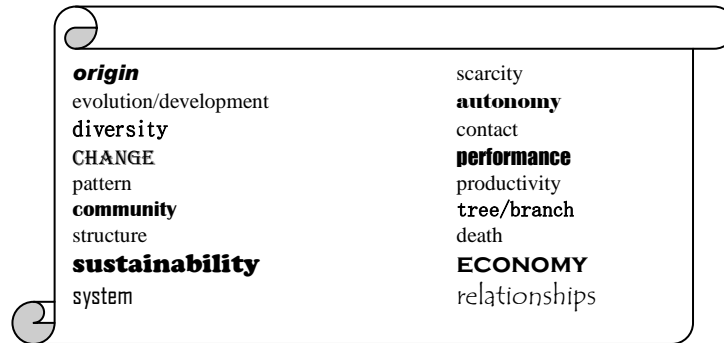 origin
evolution/development
diversity
CHANGE
pattern
community
structure
sustainability
system
scarcity
autonomy
contact
performance
productivity
tree/branch
death
ECONOMY
relationships